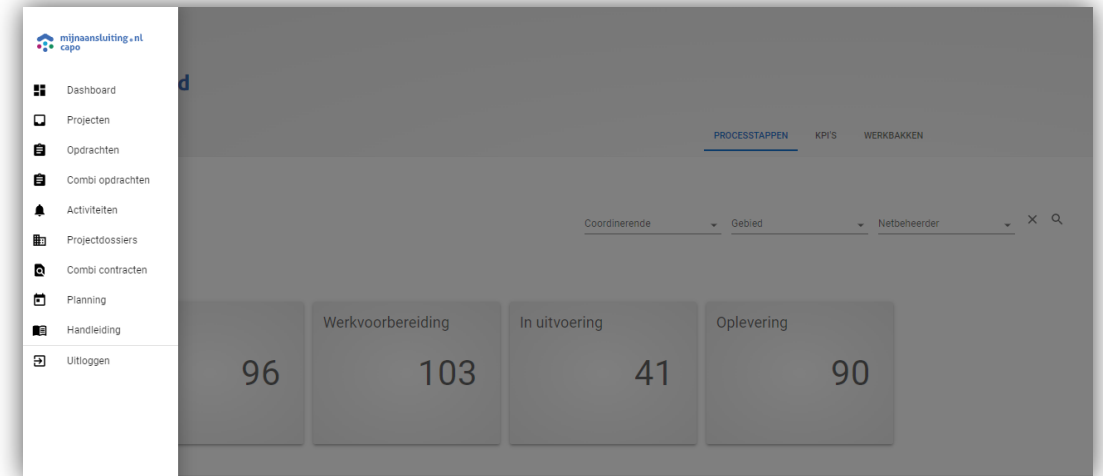 mijnaansluiting.nl
capo
Dashboard
Projecten
Opdrachten
Combi opdrachten
Activiteiten
Projectdossiers
Combi contracten
Planning
Handleiding
Uitloggen
d
PROCESSTAPPEN KPI'S WERKBAKKEN
Coordinerende Gebied Netbeheerder
Werkvoorbereiding In uitvoering Oplevering
96 103 41 90